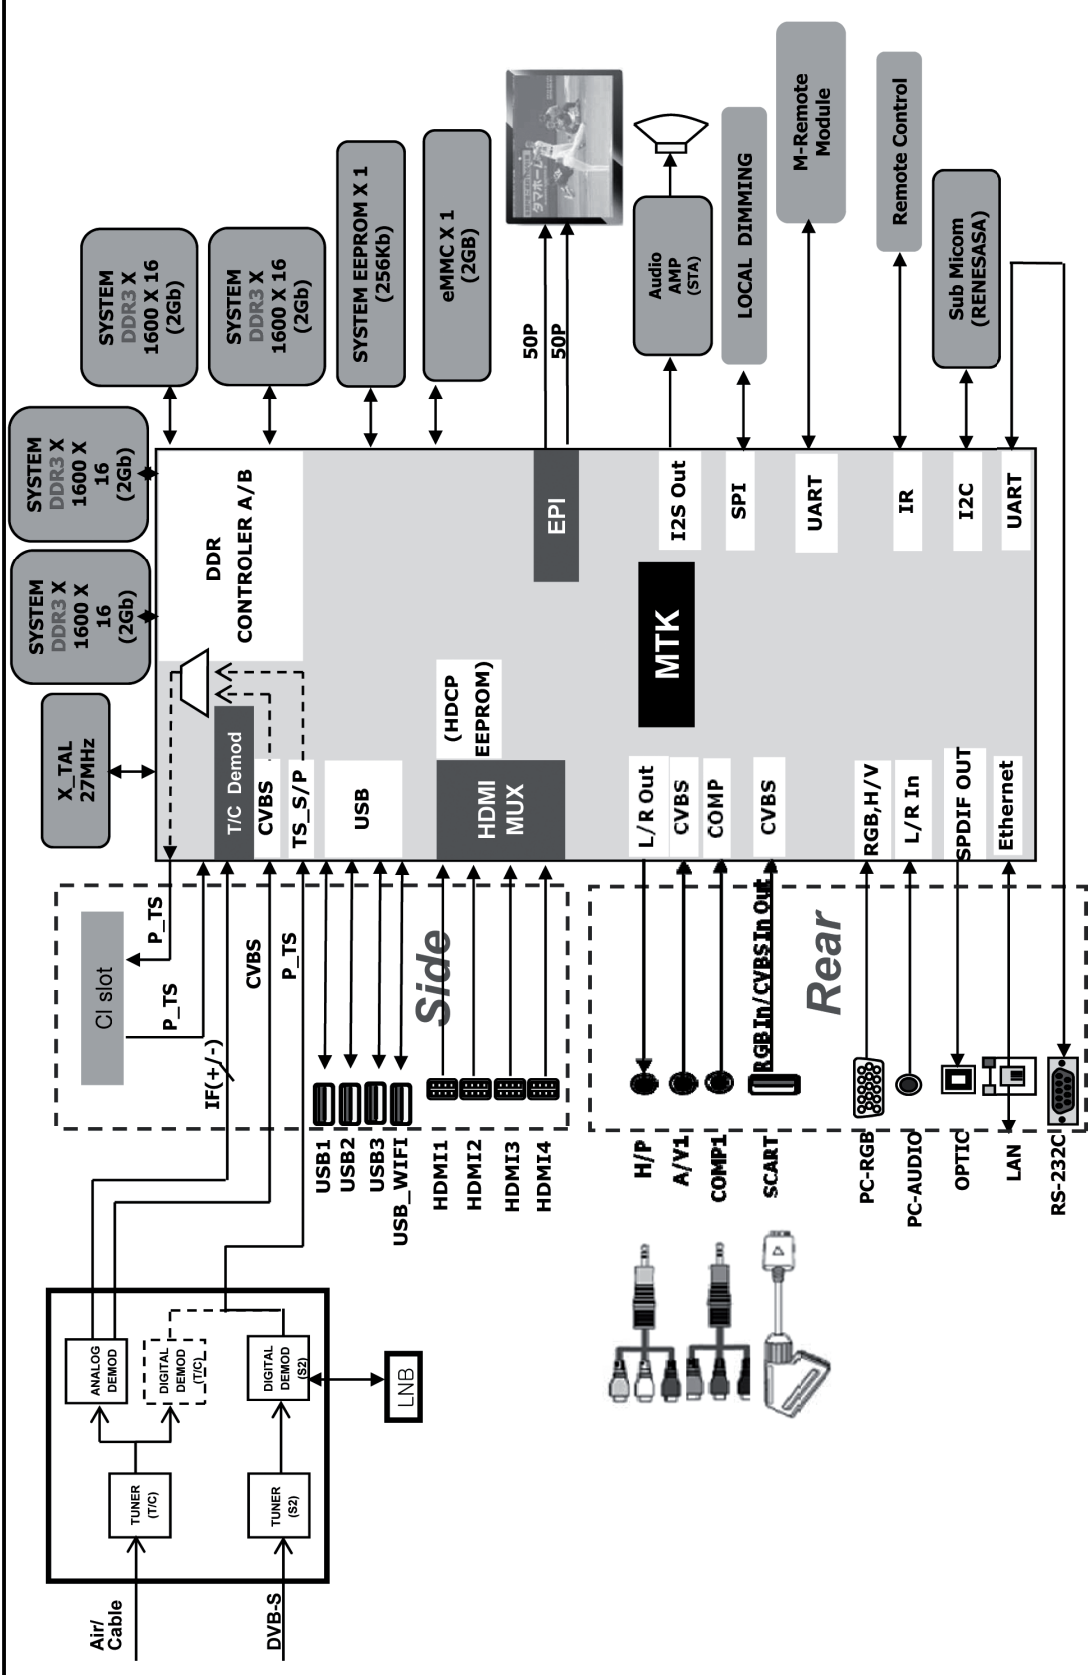 Air/
Cable
DVB-S
TUNER
(T/C)
TUNER
(S2)
ANALOG
DEMOD
DIGITAL
DEMOD
(T/C)
DIGITAL
DEMOD
(S2)
LNB
CI slot
P_TS
P_TS
IF(+/-)
CVBS
P_TS
USB1
USB2
USB3
USB_WIFI
HDMI1
HDMI2
HDMI3
HDMI4
Side
H/P
A/V1
COMP1
SCART
RGB In/CVBS In Out
Rear
PC-RGB
PC-AUDIO
OPTIC
LAN
RS-232C
X_TAL
27MHz
T/C Demod
CVBS
TS_S/P
USB
HDMI
MUX
(HDCP
EEPROM)
L/R Out
CVBS
COMP
CVBS
RGB,H/V
L/R In
SPDIF OUT
Ethernet
MTK
DDR
CONTROLER A/B
EPI
I2S Out
SPI
UART
IR
I2C
UART
SYSTEM
DDR3 X
1600 X
16
(2Gb)
SYSTEM
DDR3 X
1600 X
16
(2Gb)
SYSTEM
DDR3 X
1600 X 16
(2Gb)
SYSTEM
DDR3 X
1600 X 16
(2Gb)
SYSTEM EEPROM X 1
(256Kb)
eMMC X 1
(2GB)
50P
50P
タマホーム
Audio
AMP
(STA)
LOCAL DIMMING
M-Remote
Module
Remote Control
Sub Micom
(RENESASA)